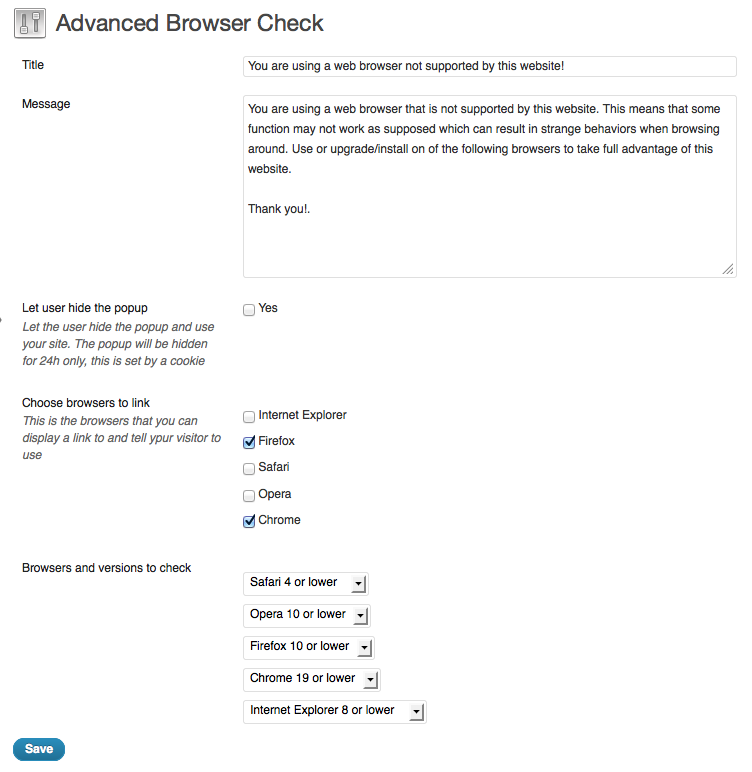 Advanced Browser Check
Title
You are using a web browser not supported by this website!
Message
You are using a web browser that is not supported by this website. This means that some
function may not work as supposed which can result in strange behaviors when browsing
around. Use or upgrade/install on of the following browsers to take full advantage of this
website.
Thank you!.
Let user hide the popup
Let the user hide the popup and use
your site. The popup will be hidden
for 24h only, this is set by a cookie
Yes
Choose browsers to link
This is the browsers that you can
display a link to and tell ypur visitor to
use
Internet Explorer
Firefox
Safari
Opera
Chrome
Browsers and versions to check
Safari 4 or lower
Opera 10 or lower
Firefox 10 or lower
Chrome 19 or lower
Internet Explorer 8 or lower
Save